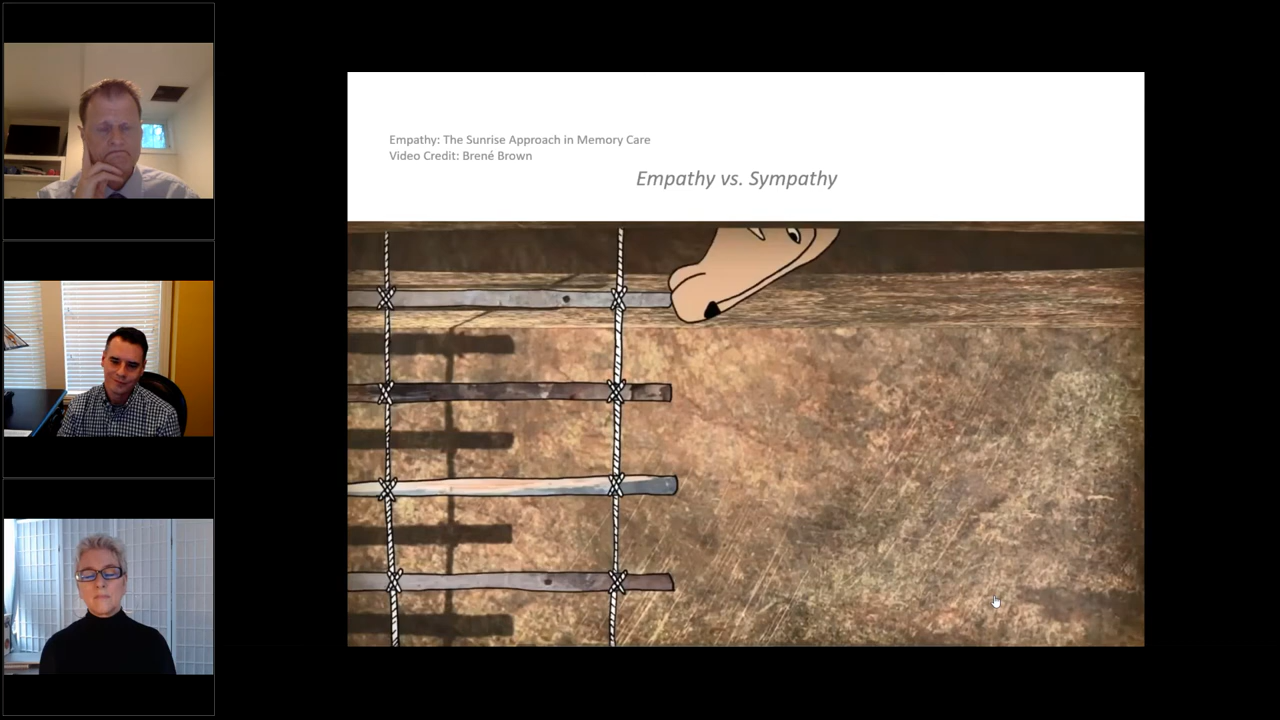 Empathy: The Sunrise Approach in Memory Care
Video Credit: Brené Brown
Empathy vs. Sympathy